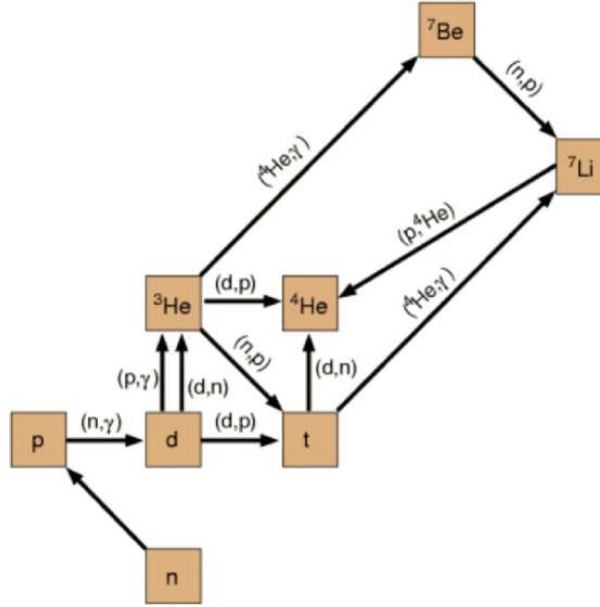 ⁷Be
(n,p)
(⁴He,γ)
⁷Li
(p,⁴He)
(d,p)
³He
⁴He
(⁴He,γ)
(n,p)
(p,γ)
(d,n)
(d,n)
(n,γ)
(d,p)
p
d
t
n